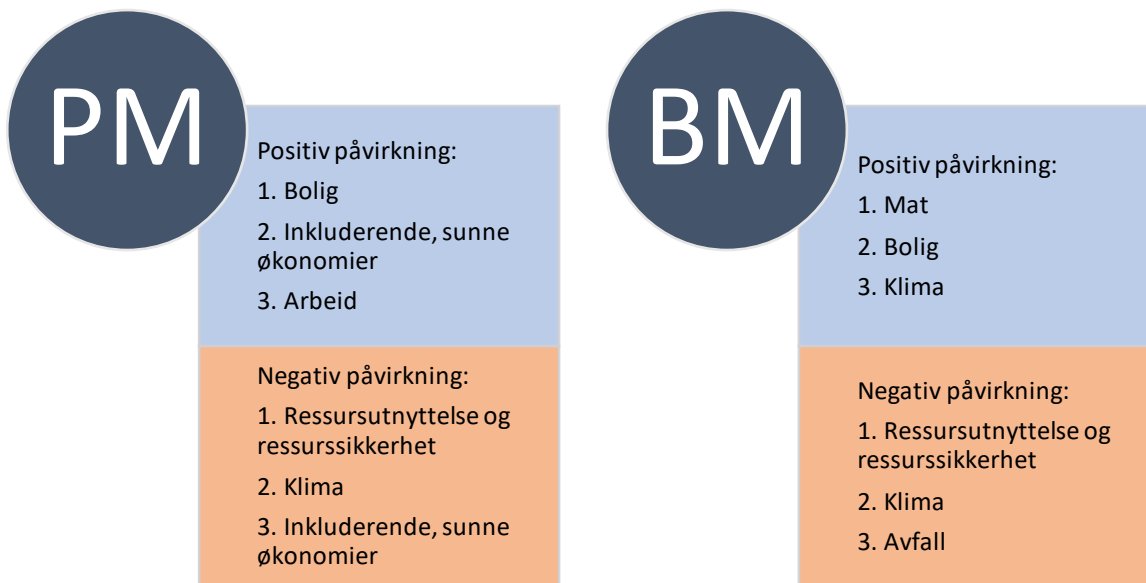 PM
Positiv påvirkning:
1. Bolig
2. Inkluderende, sunne
økonomier
3. Arbeid
Negativ påvirkning:
1. Ressursutnyttelse og
ressurssikkerhet
2. Klima
3. Inkluderende, sunne
økonomier
BM
Positiv påvirkning:
1. Mat
2. Bolig
3. Klima
Negativ påvirkning:
1. Ressursutnyttelse og
ressurssikkerhet
2. Klima
3. Avfall